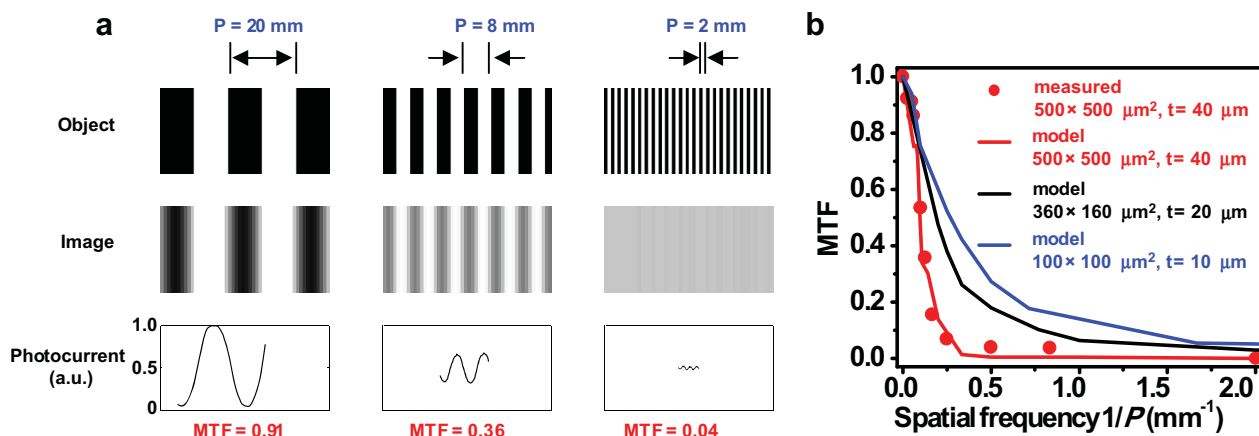 a
P = 20 mm
P = 8 mm
P = 2 mm
Object
Image
Photocurrent
(a.u.)
1.0
0.5
0
MTF = 0.91
MTF = 0.36
MTF = 0.04
b
MTF
1.0
0.8
0.6
0.4
0.2
0.0
measured
500× 500 µm², t= 40 µm
model
500× 500 µm², t= 40 µm
model
360× 160 µm², t= 20 µm
model
100× 100 µm², t= 10 µm
0.0 0.5 1.0 1.5 2.0
Spatial frequency 1/P (mm⁻¹)